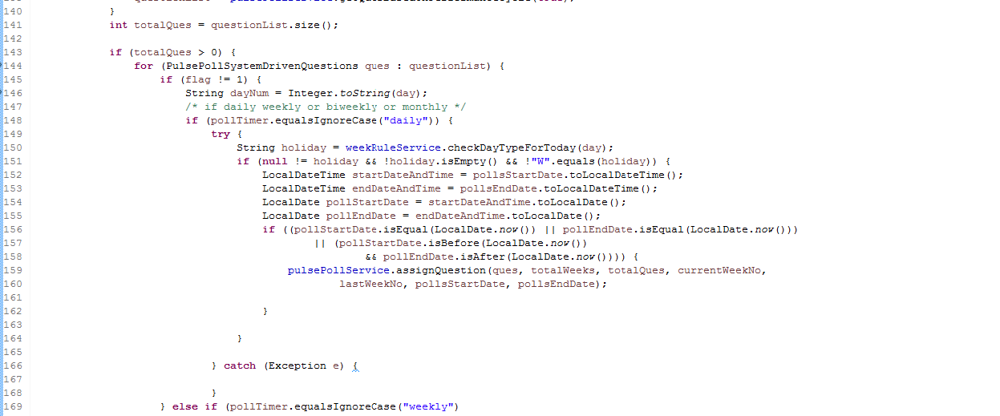 140 }
141 int totalQues = questionList.size();
142
143 if (totalQues > 0) {
144 for (PulsePollSystemDrivenQuestions ques : questionList) {
145 if (flag != 1) {
146 String dayNum = Integer.toString(day);
147 /* if daily weekly or biweekly or monthly */
148 if (pollTimer.equalsIgnoreCase("daily")) {
149 try {
150 String holiday = weekRuleService.checkDayTypeForToday(day);
151 if (null != holiday && !holiday.isEmpty() && !"W".equals(holiday)) {
152 LocalDateTime startDateAndTime = pollsStartDate.toLocalDateTime();
153 LocalDateTime endDateAndTime = pollsEndDate.toLocalDateTime();
154 LocalDate pollStartDate = startDateAndTime.toLocalDate();
155 LocalDate pollEndDate = endDateAndTime.toLocalDate();
156 if ((pollStartDate.isEqual(LocalDate.now()) || pollEndDate.isEqual(LocalDate.now()))
157 || (pollStartDate.isBefore(LocalDate.now())
158 && pollEndDate.isAfter(LocalDate.now()))) {
159 pulsePollService.assignQuestion(ques, totalWeeks, totalQues, currentWeekNo,
160 lastWeekNo, pollsStartDate, pollsEndDate);
161
162 }
163
164 }
165
166 } catch (Exception e) {
167
168 }
169 } else if (pollTimer.equalsIgnoreCase("weekly")